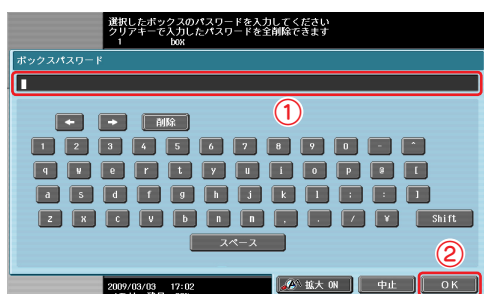 選択したボックスのパスワードを入力してください
クリアキーで入力したパスワードを全削除できます
1 box
ボックスパスワード
①
← → 削除
1 2 3 4 5 6 7 8 9 0 - ^
q w e r t y u i o p @ [
a s d f g h j k l ; : ]
z x c v b n m , . / ¥ Shift
スペース
②
2009/03/03 17:02
拡大 ON 中止 OK